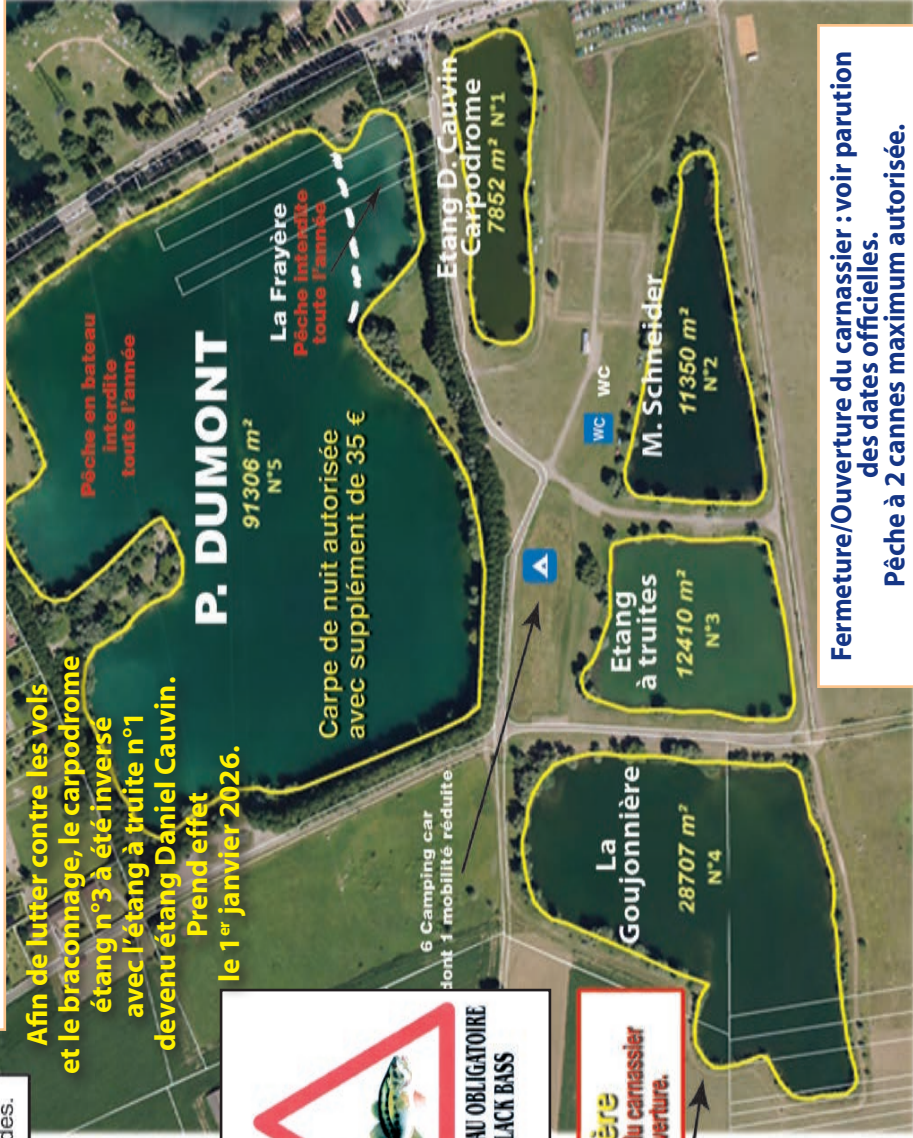 des.
Afin de lutter contre les vols
et le braconnage, le carpodrome
étang n°3 à été inversé
avec l'étang à truite n°1
devenu étang Daniel Cauvin.
Prend effet
le 1er janvier 2026.
Pêche en bateau
interdite
toute l'année
P. DUMONT
91306 m²
N°5
La Frayère
Pêche interdite
toute l'année
Carpe de nuit autorisée
avec supplément de 35 €
Etang D. Cauvin
Carpodrome
7852 m² N°1
6 Camping car
dont 1 mobilité réduite
WC
WC
M. Schneider
11350 m²
N°2
Etang
à truites
12410 m²
N°3
La
Goujonnière
28707 m²
N°4
AU OBLIGATOIRE
LACK BASS
ère
du carnassier
verture.
Fermeture/Ouverture du carnassier : voir parution
des dates officielles.
Pêche à 2 cannes maximum autorisée.